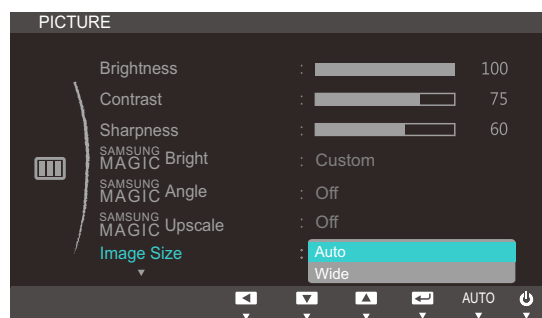 PICTURE
Brightness : 100
Contrast : 75
Sharpness : 60
SAMSUNG MAGIC Bright : Custom
SAMSUNG MAGIC Angle : Off
SAMSUNG MAGIC Upscale : Off
Image Size : Auto
Wide
AUTO